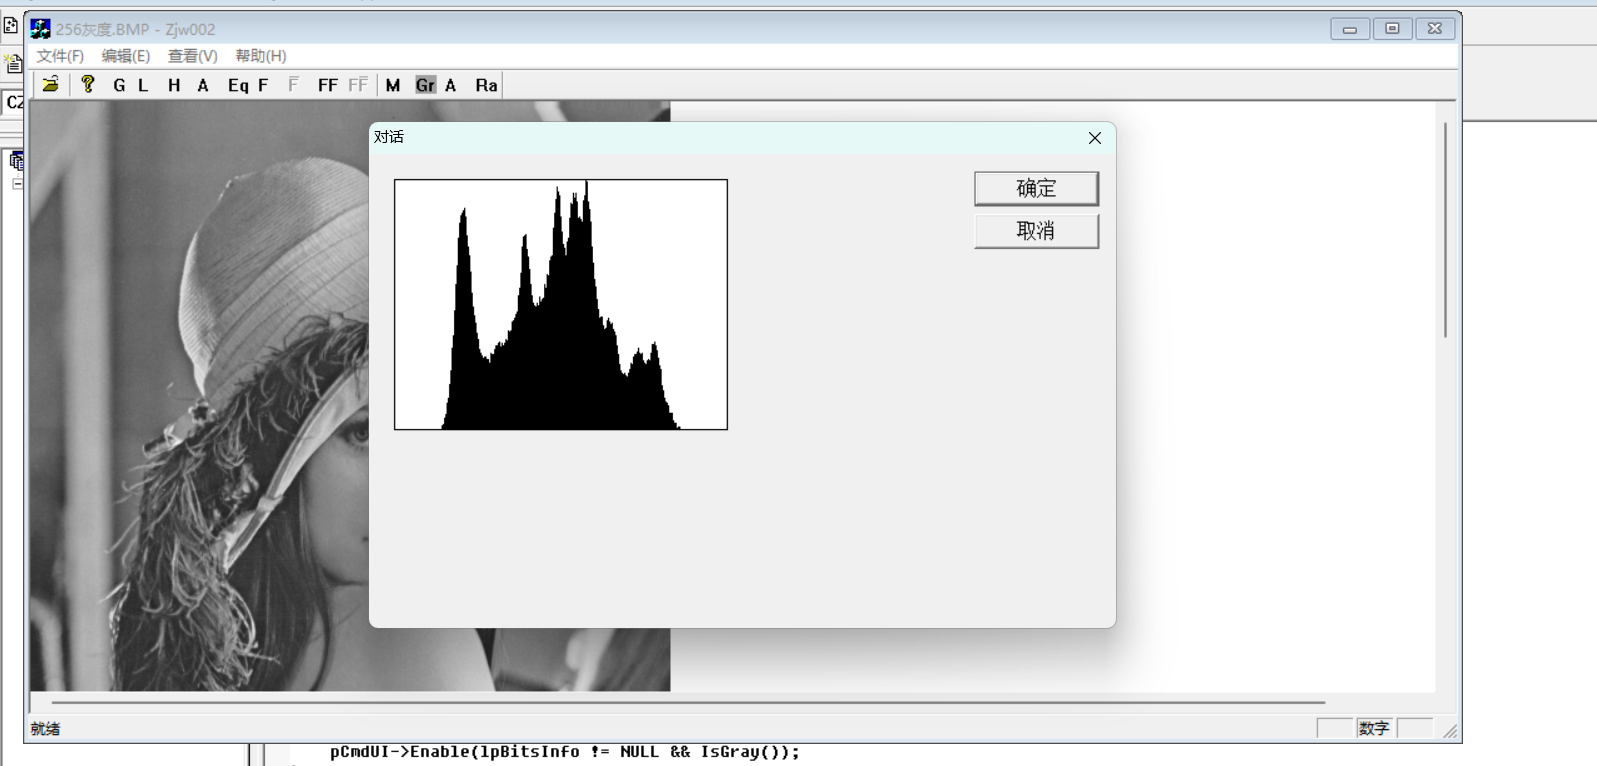 256灰度.BMP - Zjw002
文件(F) 编辑(E) 查看(V) 帮助(H)
G L H A Eq F F̅ FF FF̅ M Gr A Ra
CZ
对话
确定
取消
就绪
数字
pCmdUI->Enable(lpBitsInfo != NULL && IsGray());